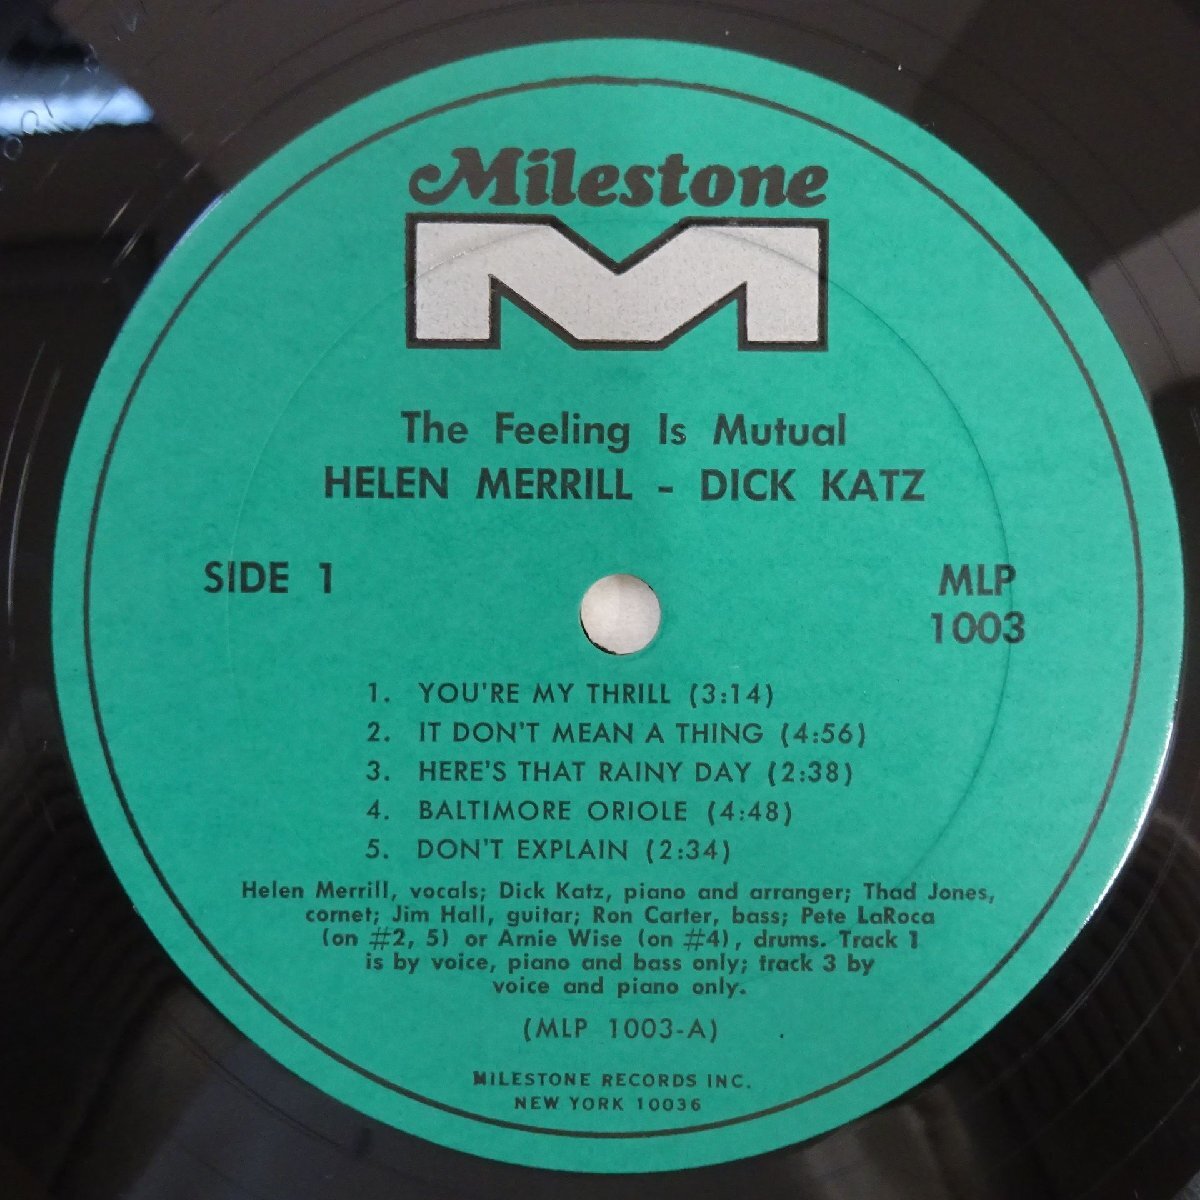 Milestone
M
The Feeling Is Mutual
HELEN MERRILL - DICK KATZ
SIDE 1
MLP
1003
1. YOU'RE MY THRILL (3:14)
2. IT DON'T MEAN A THING (4:56)
3. HERE'S THAT RAINY DAY (2:38)
4. BALTIMORE ORIOLE (4:48)
5. DON'T EXPLAIN (2:34)
Helen Merrill, vocals; Dick Katz, piano and arranger; Thad Jones,
cornet; Jim Hall, guitar; Ron Carter, bass; Pete LaRoca
(on #2, 5) or Arnie Wise (on #4), drums. Track 1
is by voice, piano and bass only; track 3 by
voice and piano only.
(MLP 1003-A)
MILESTONE RECORDS INC.
NEW YORK 10036